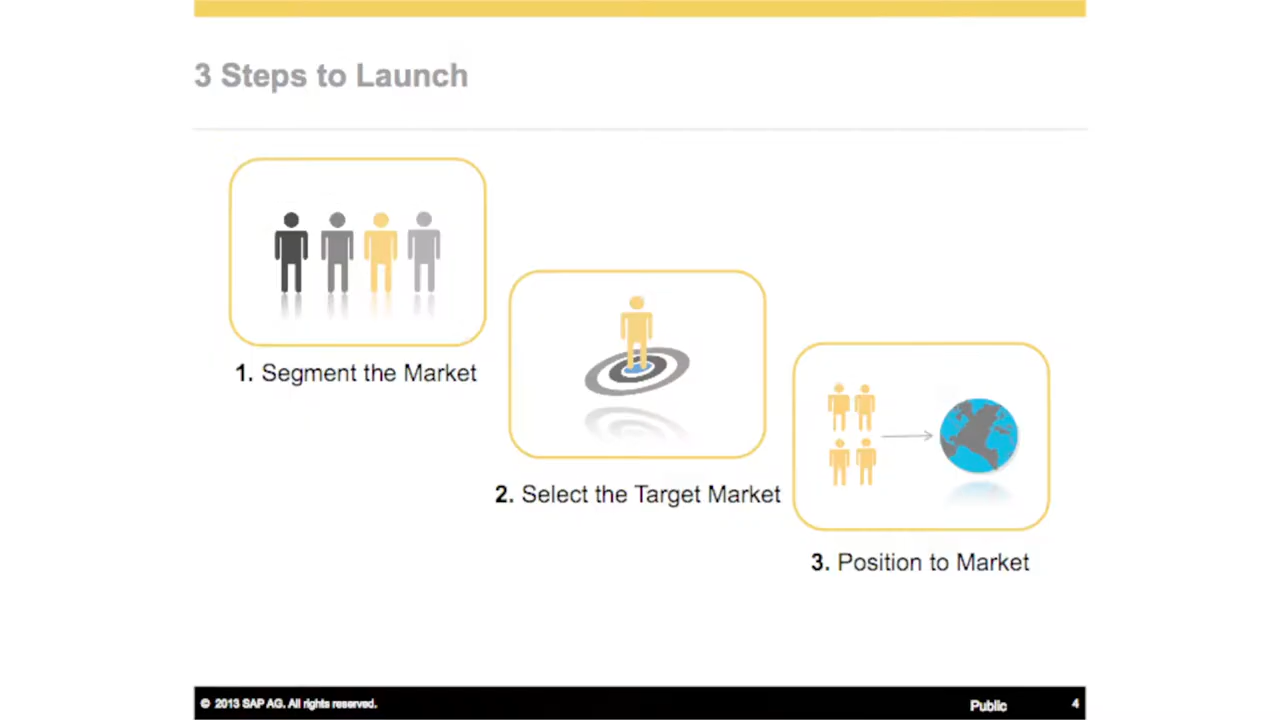 3 Steps to Launch
1. Segment the Market
2. Select the Target Market
3. Position to Market
© 2013 SAP AG. All rights reserved.
Public
4